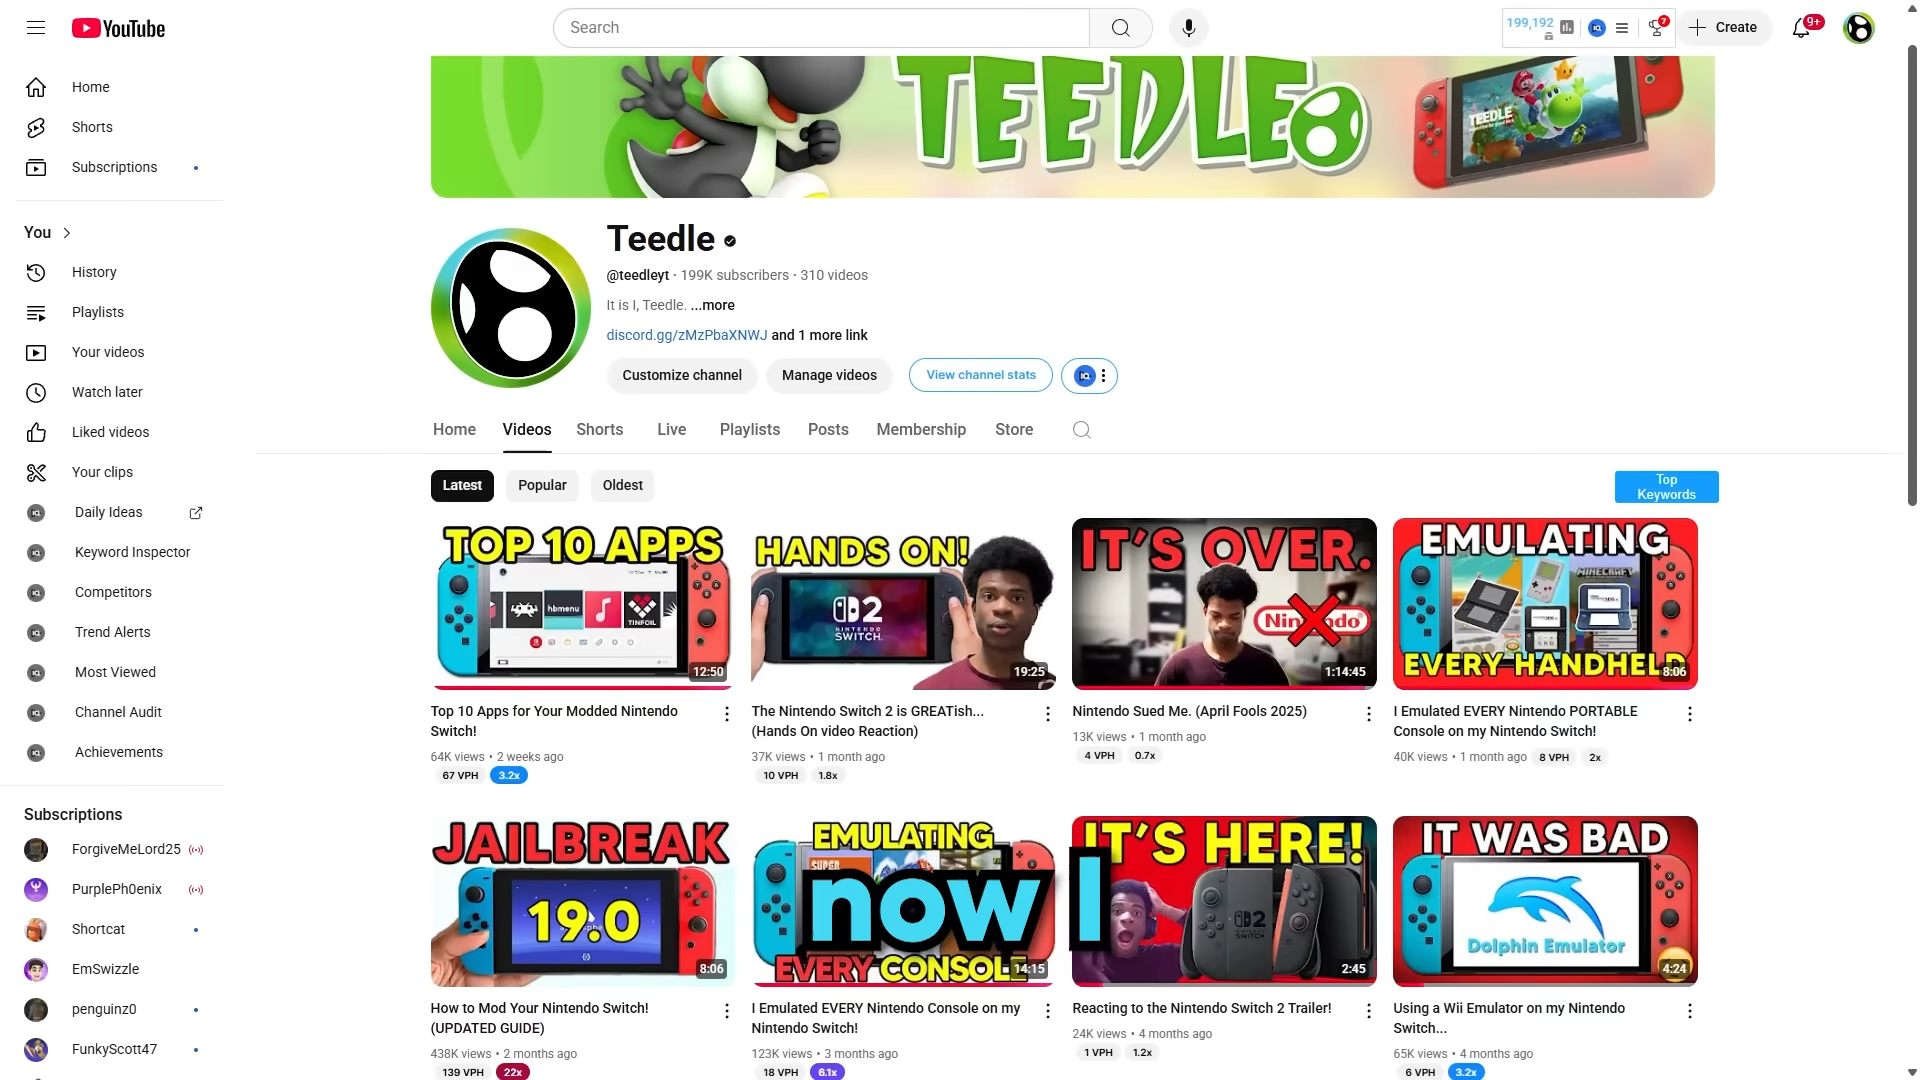 YouTube
Search
199,192
7
Create
9+
Home
Shorts
Subscriptions
You
History
Playlists
Your videos
Watch later
Liked videos
Your clips
Daily Ideas
Keyword Inspector
Competitors
Trend Alerts
Most Viewed
Channel Audit
Achievements
Subscriptions
ForgiveMeLord25
PurplePh0enix
Shortcat
EmSwizzle
penguinz0
FunkyScott47
TEEDLE
TEEDLE
Teedle
@teedleyt · 199K subscribers · 310 videos
It is I, Teedle. ...more
discord.gg/zMzPbaXNWJ and 1 more link
Customize channel
Manage videos
View channel stats
Home
Videos
Shorts
Live
Playlists
Posts
Membership
Store
Latest
Popular
Oldest
Top
Keywords
TOP 10 APPS
hbmenu
TINFOIL
12:50
Top 10 Apps for Your Modded Nintendo
Switch!
64K views • 2 weeks ago
67 VPH 3.2x
HANDS ON!
2
NINTENDO
SWITCH.
19:25
The Nintendo Switch 2 is GREATish...
(Hands On video Reaction)
37K views • 1 month ago
10 VPH 1.8x
IT'S OVER.
Nintendo
1:14:45
Nintendo Sued Me. (April Fools 2025)
13K views • 1 month ago
4 VPH 0.7x
EMULATING
MINECRAFT
EVERY HANDHELD
8:06
I Emulated EVERY Nintendo PORTABLE
Console on my Nintendo Switch!
40K views • 1 month ago 8 VPH 2x
JAILBREAK
19.0
8:06
How to Mod Your Nintendo Switch!
(UPDATED GUIDE)
438K views • 2 months ago
139 VPH 22x
EMULATING
SUPER
EVERY CONSOLE
14:15
I Emulated EVERY Nintendo Console on my
Nintendo Switch!
123K views • 3 months ago
18 VPH 6.1x
now I
IT'S HERE!
2
2:45
Reacting to the Nintendo Switch 2 Trailer!
24K views • 4 months ago
1 VPH 1.2x
IT WAS BAD
Dolphin Emulator
4:24
Using a Wii Emulator on my Nintendo
Switch...
65K views • 4 months ago
6 VPH 3.2x